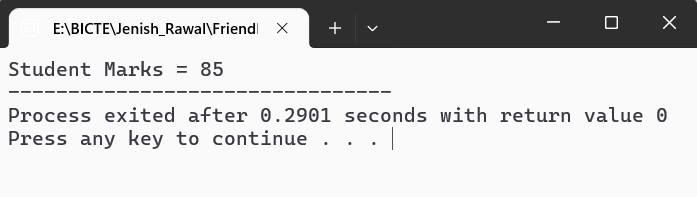 E:\BICTE\Jenish_Rawal\Friend
Student Marks = 85
--------------------------------
Process exited after 0.2901 seconds with return value 0
Press any key to continue . . .